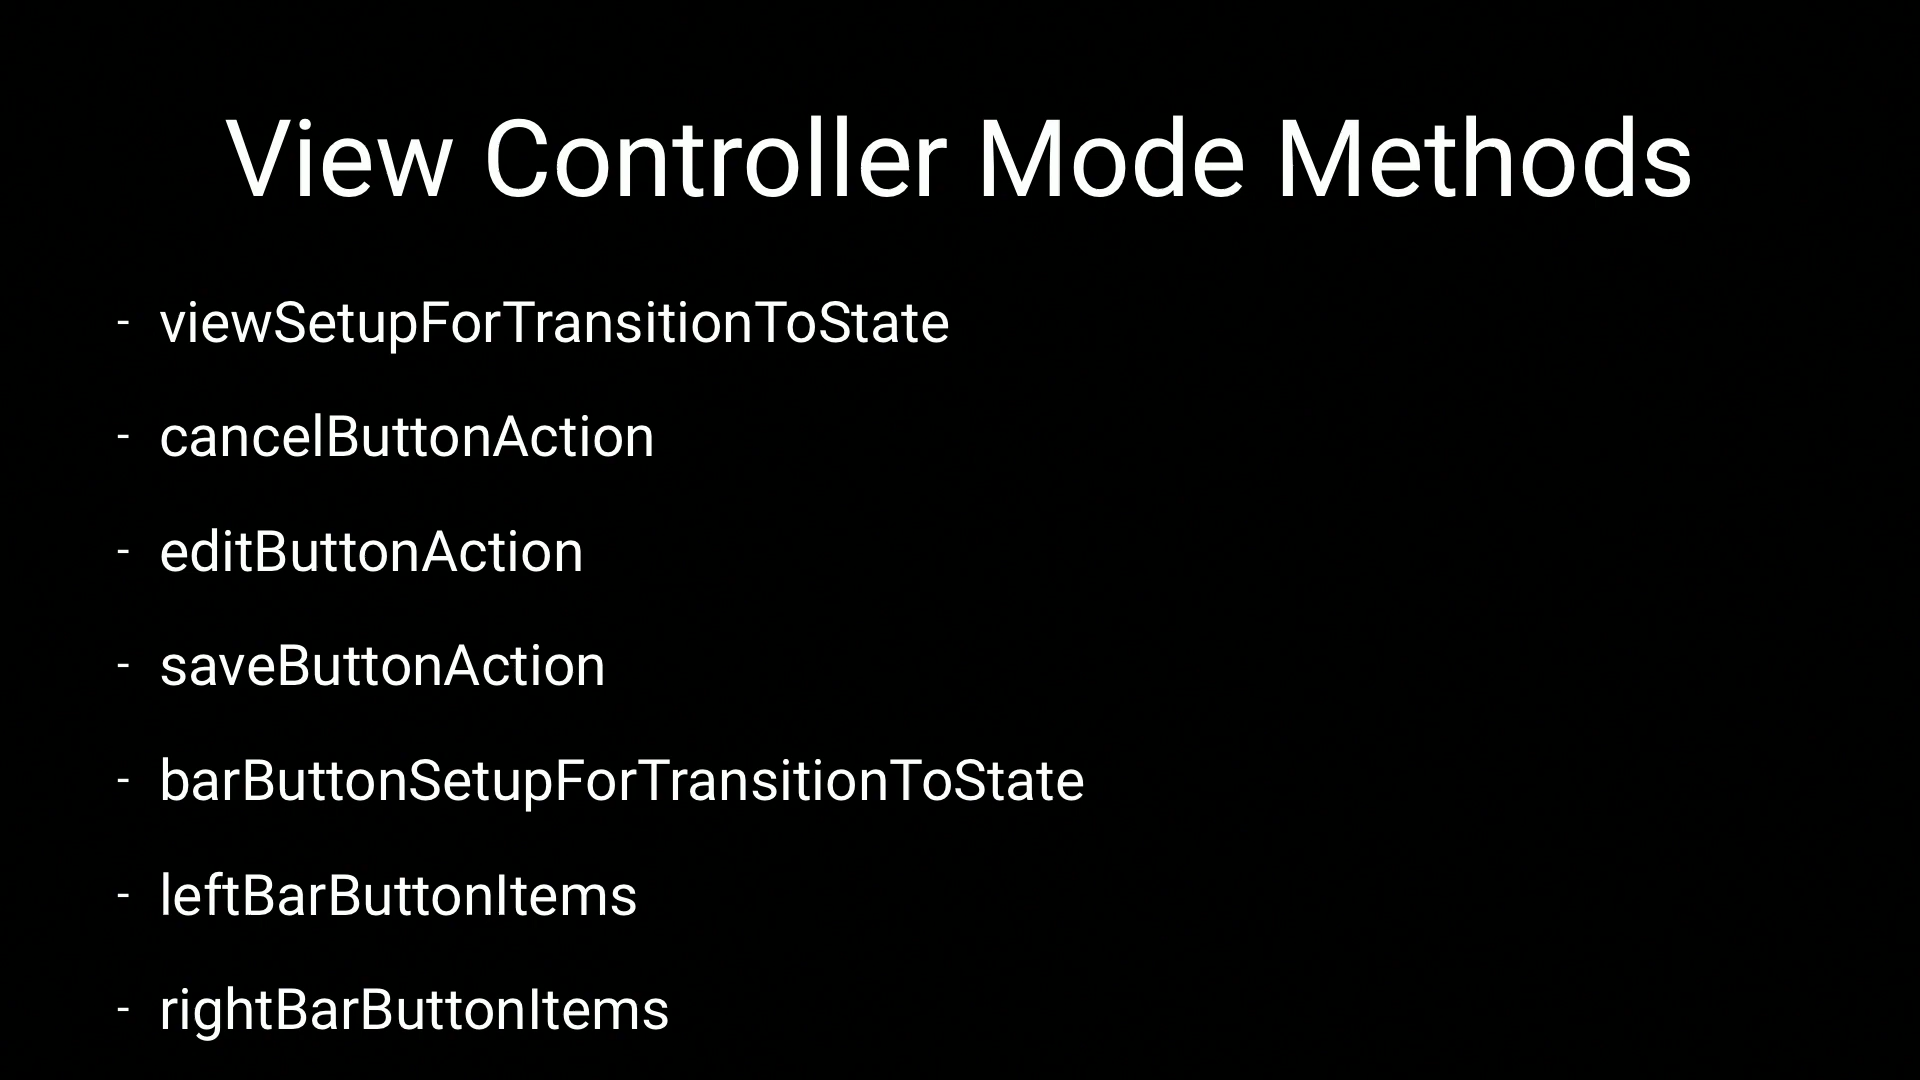 View Controller Mode Methods
- viewSetupForTransitionToState
- cancelButtonAction
- editButtonAction
- saveButtonAction
- barButtonSetupForTransitionToState
- leftBarButtonItems
- rightBarButtonItems